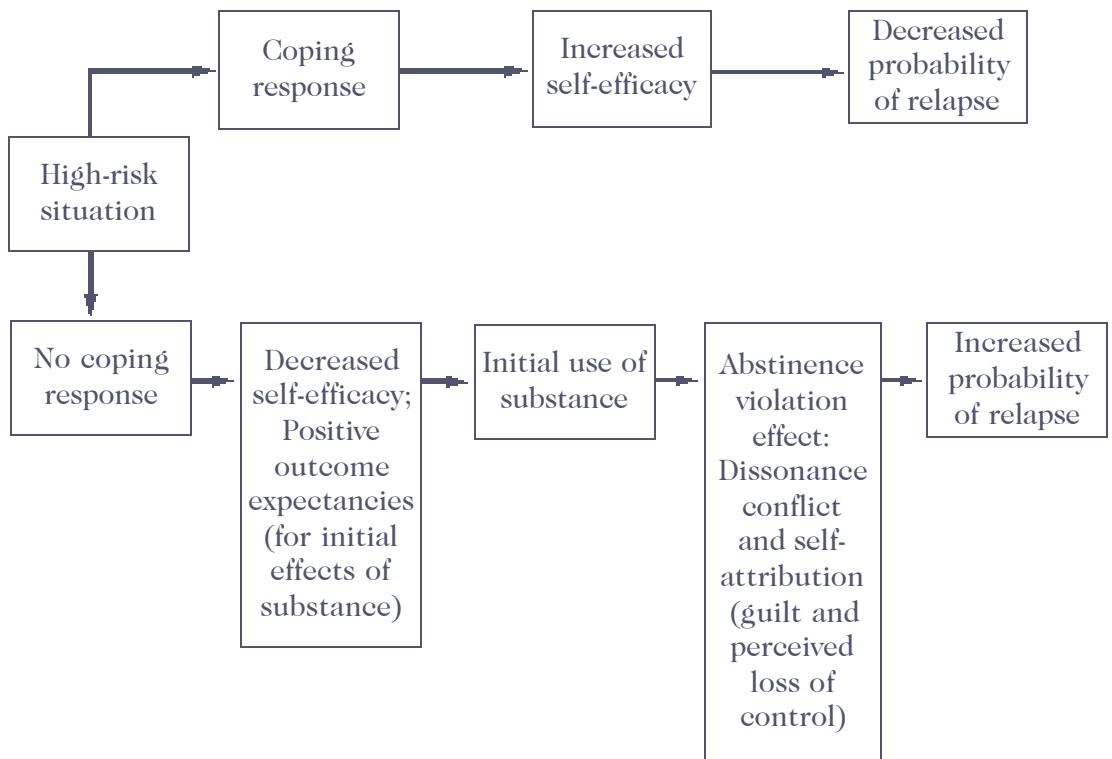 Coping
response
Increased
self-efficacy
Decreased
probability
of relapse
High-risk
situation
No coping
response
Decreased
self-efficacy;
Positive
outcome
expectancies
(for initial
effects of
substance)
Initial use of
substance
Abstinence
violation
effect:
Dissonance
conflict
and self-
attribution
(guilt and
perceived
loss of
control)
Increased
probability
of relapse